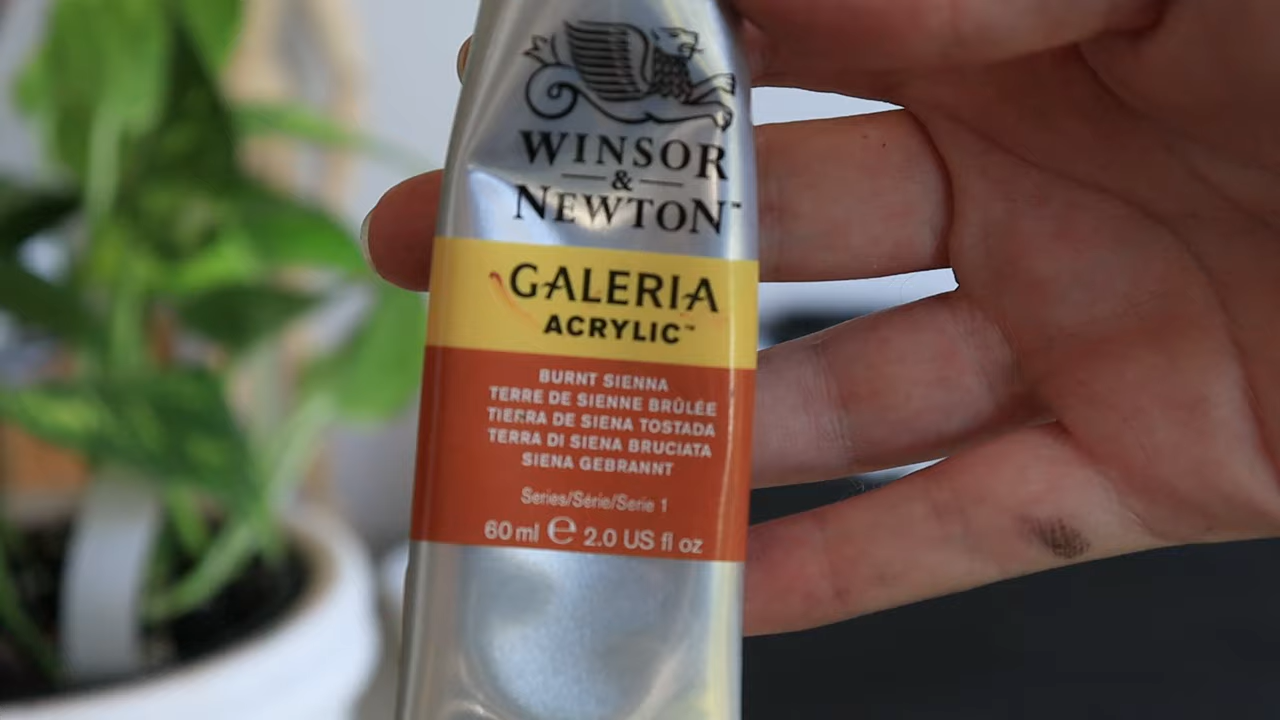 WINSOR
&
NEWTON™
GALERIA
ACRYLIC™
BURNT SIENNA
TERRE DE SIENNE BRÛLÉE
TIERRA DE SIENA TOSTADA
TERRA DI SIENA BRUCIATA
SIENA GEBRANNT
Series/Série/Serie 1
60 ml ℮ 2.0 US fl oz